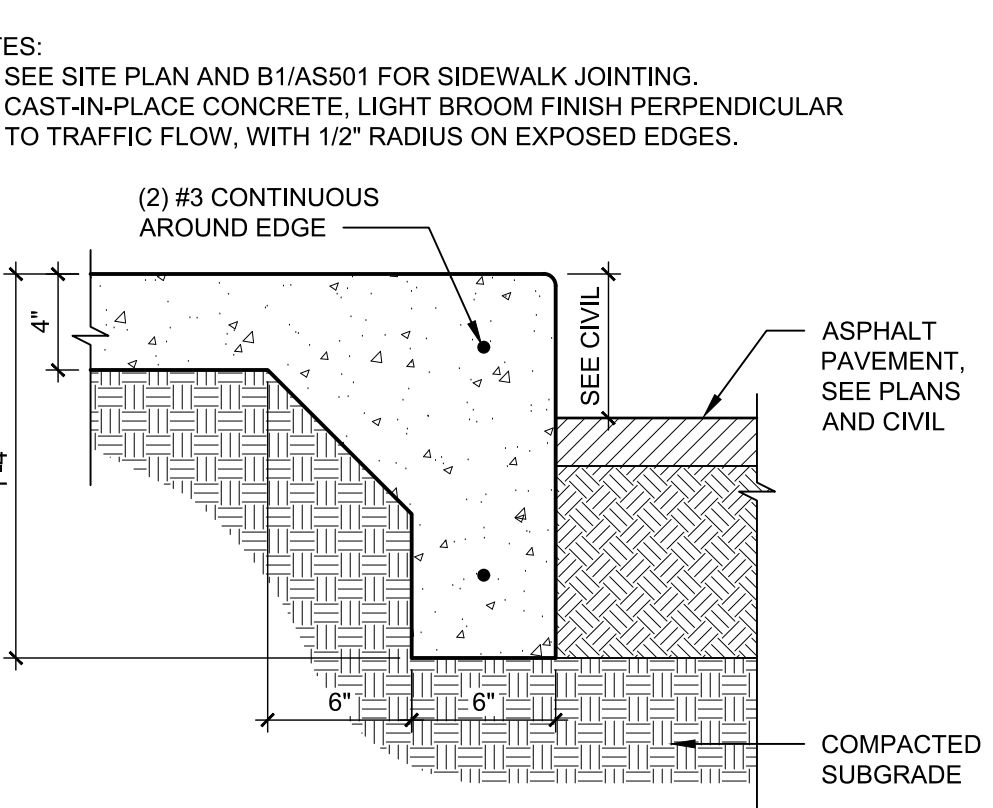 SEE SITE PLAN AND B1/AS501 FOR SIDEWALK JOINTING.
CAST-IN-PLACE CONCRETE, LIGHT BROOM FINISH PERPENDICULAR
TO TRAFFIC FLOW, WITH 1/2" RADIUS ON EXPOSED EDGES.
(2) #3 CONTINUOUS
AROUND EDGE
4"
SEE CIVIL
ASPHALT
PAVEMENT,
SEE PLANS
AND CIVIL
6"
6"
COMPACTED
SUBGRADE